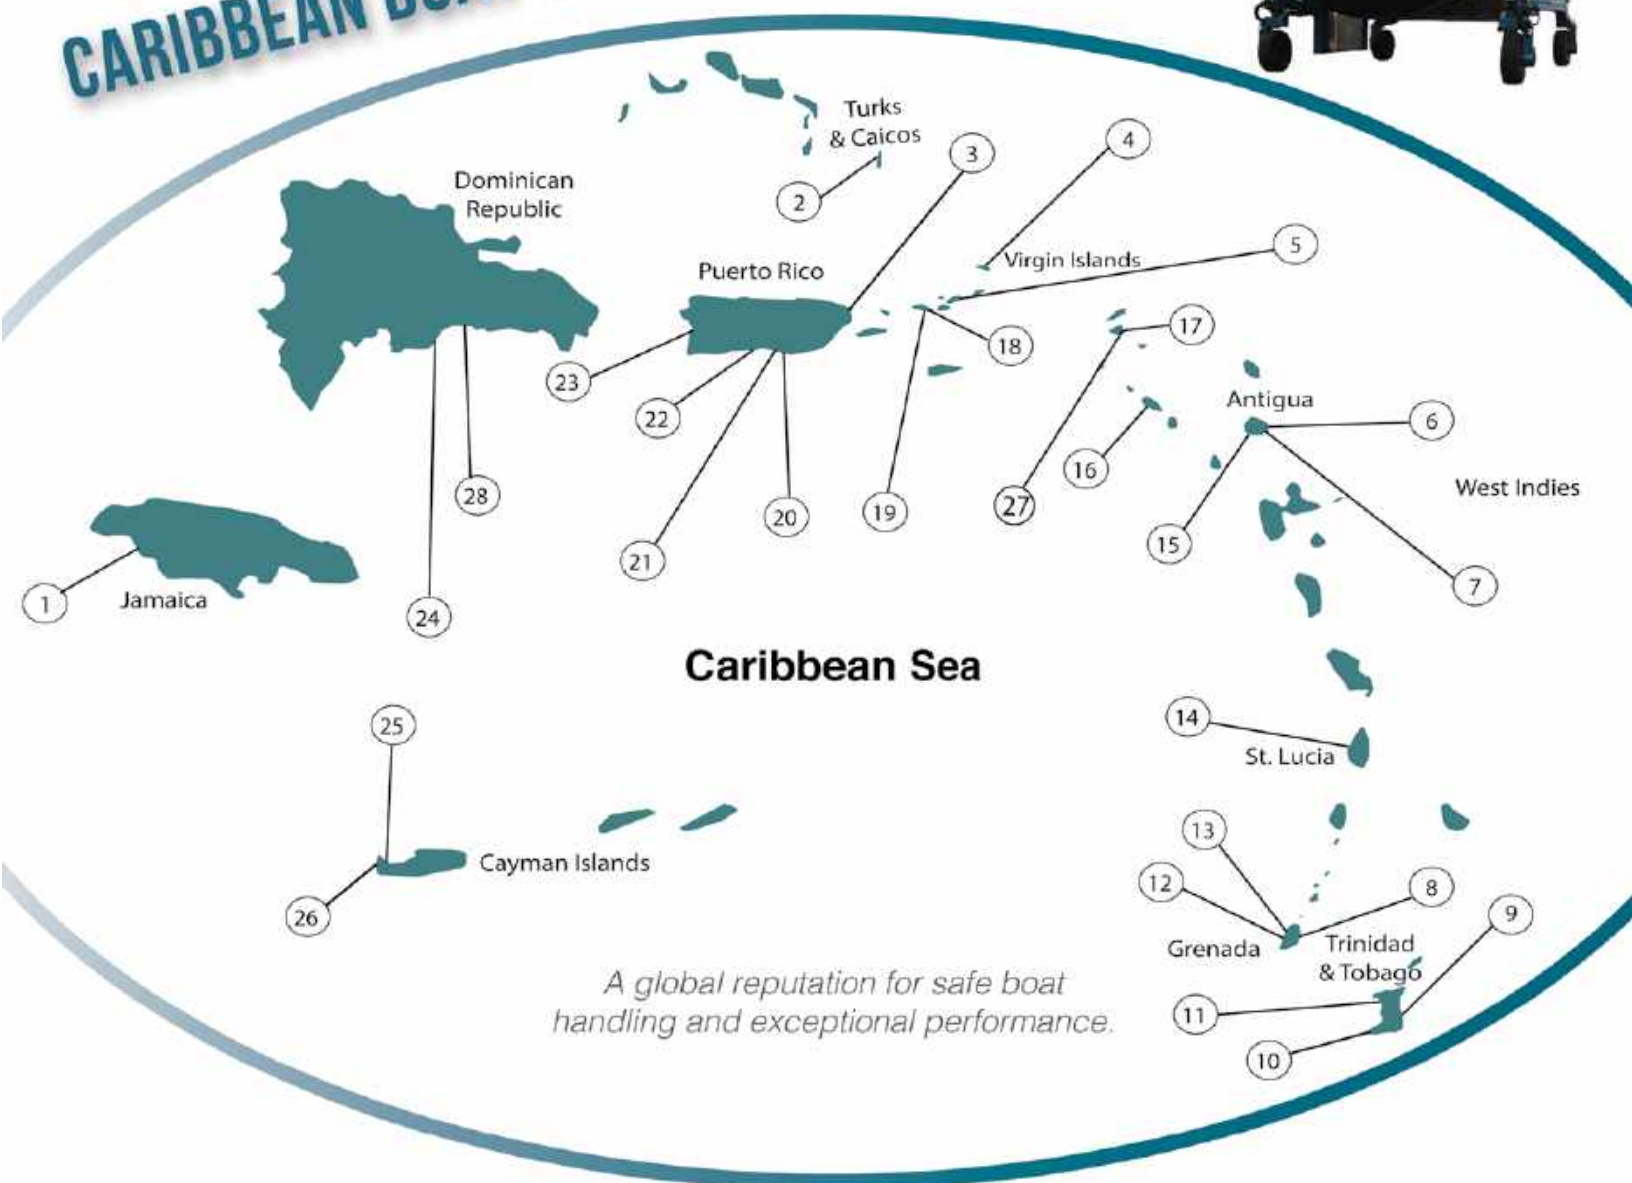 CARIBBEAN
Turks
& Caicos
3
4
2
Dominican
Republic
5
Virgin Islands
Puerto Rico
17
18
23
22
Antigua
6
16
28
27
West Indies
19
20
15
21
7
1
Jamaica
24
Caribbean Sea
25
14
St. Lucia
13
Cayman Islands
12
8
26
9
Grenada
Trinidad
& Tobago
A global reputation for safe boat
handling and exceptional performance.
11
10